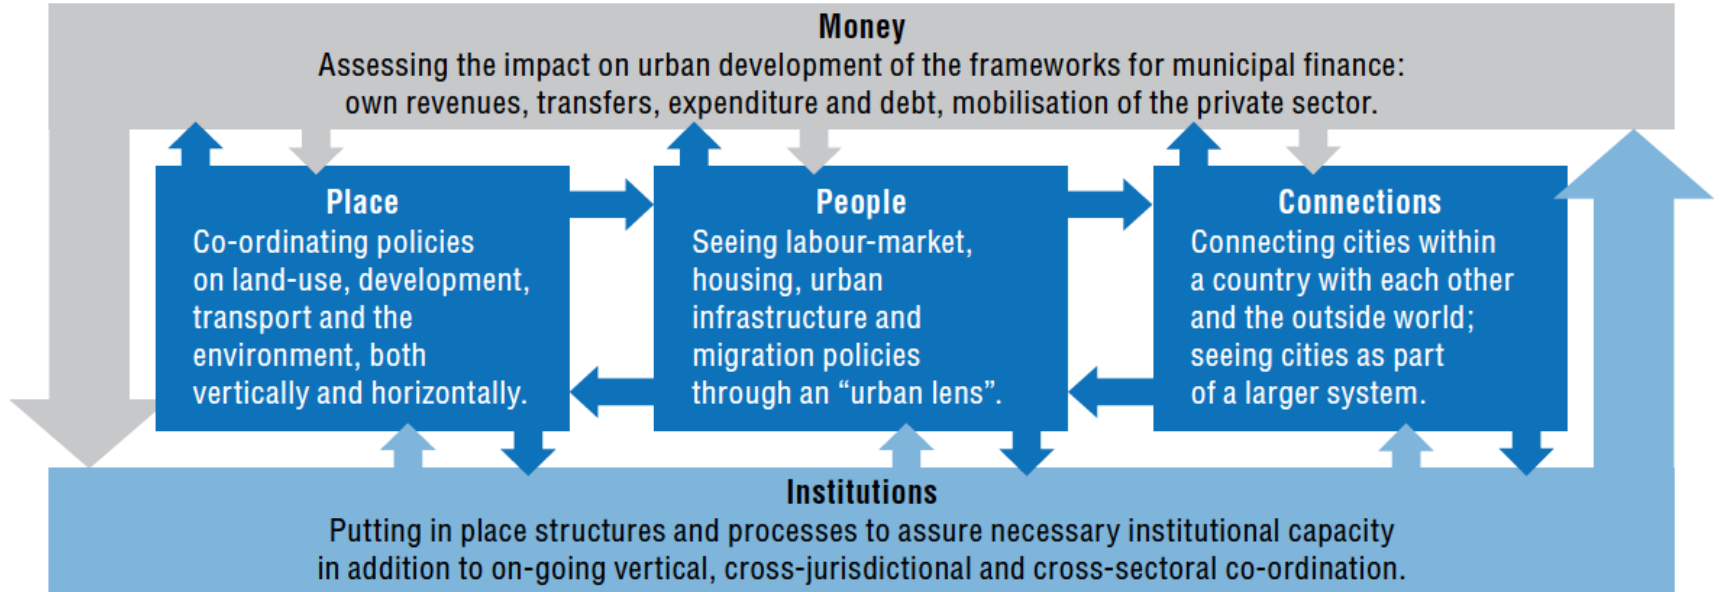 Money
Assessing the impact on urban development of the frameworks for municipal finance:
own revenues, transfers, expenditure and debt, mobilisation of the private sector.
Place
Co-ordinating policies
on land-use, development,
transport and the
environment, both
vertically and horizontally.
People
Seeing labour-market,
housing, urban
infrastructure and
migration policies
through an “urban lens”.
Connections
Connecting cities within
a country with each other
and the outside world;
seeing cities as part
of a larger system.
Institutions
Putting in place structures and processes to assure necessary institutional capacity
in addition to on-going vertical, cross-jurisdictional and cross-sectoral co-ordination.